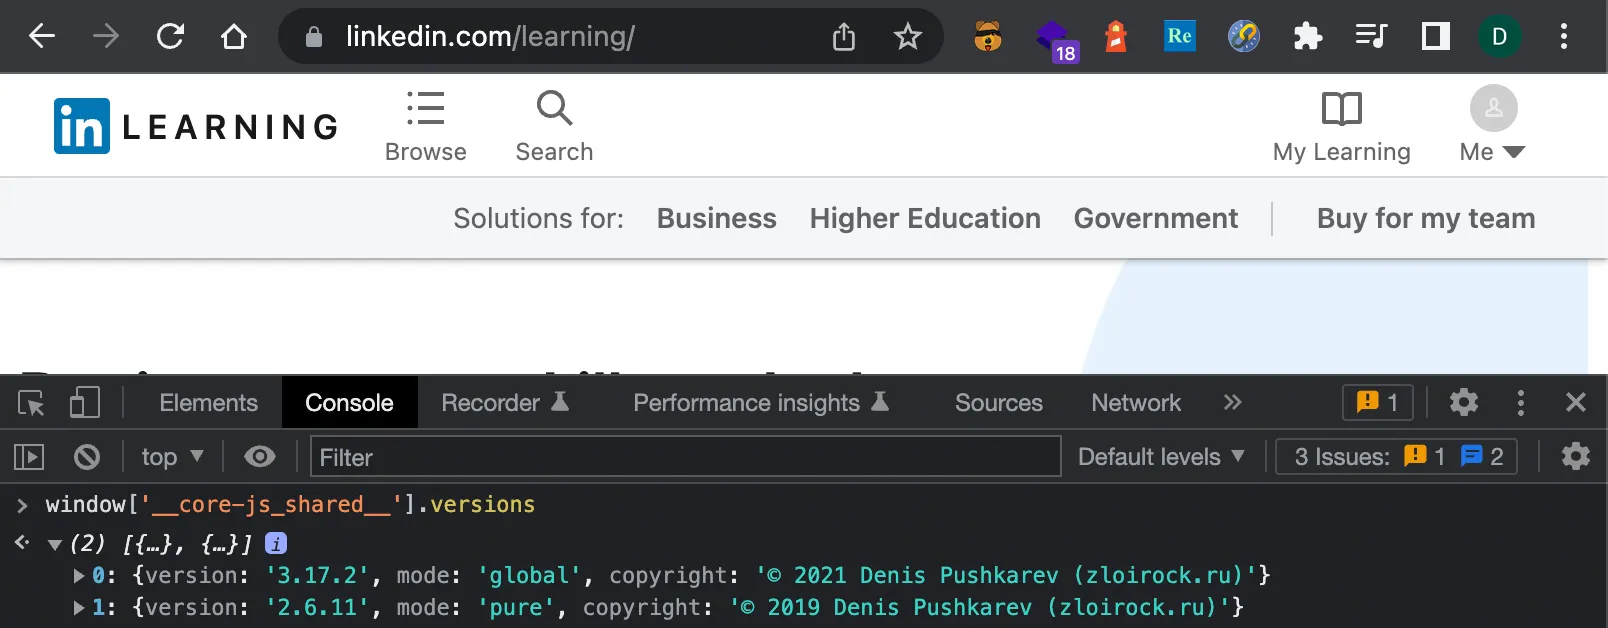 linkedin.com/learning/
18
Re
D
in LEARNING
Browse
Search
My Learning
Me
Solutions for: Business Higher Education Government Buy for my team
Elements Console Recorder Performance insights Sources Network » 1
top Filter Default levels 3 Issues: 1 2
> window['__core-js_shared__'].versions
(2) [{…}, {…}] i
0: {version: '3.17.2', mode: 'global', copyright: '© 2021 Denis Pushkarev (zloirock.ru)'}
1: {version: '2.6.11', mode: 'pure', copyright: '© 2019 Denis Pushkarev (zloirock.ru)'}